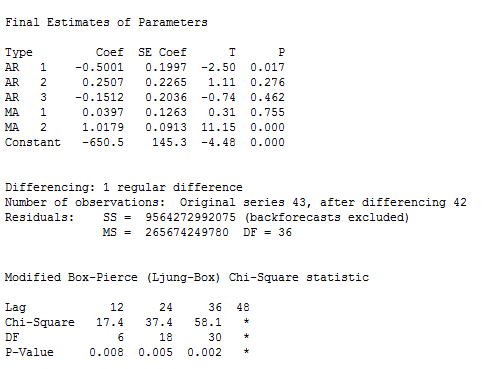 Final Estimates of Parameters
Type Coef SE Coef T P
AR 1 -0.5001 0.1997 -2.50 0.017
AR 2 0.2507 0.2265 1.11 0.276
AR 3 -0.1512 0.2036 -0.74 0.462
MA 1 0.0397 0.1263 0.31 0.755
MA 2 1.0179 0.0913 11.15 0.000
Constant -650.5 145.3 -4.48 0.000
Differencing: 1 regular difference
Number of observations: Original series 43, after differencing 42
Residuals: SS = 9564272992075 (backforecasts excluded)
MS = 265674249780 DF = 36
Modified Box-Pierce (Ljung-Box) Chi-Square statistic
Lag 12 24 36 48
Chi-Square 17.4 37.4 58.1 *
DF 6 18 30 *
P-Value 0.008 0.005 0.002 *